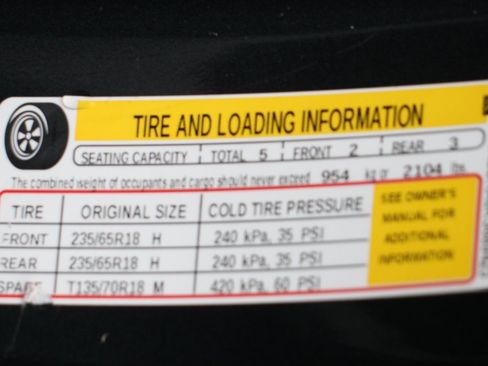 TIRE AND LOADING INFORMATION
SEATING CAPACITY TOTAL 5 FRONT 2 REAR 3
The combined weight of occupants and cargo should never exceed 954 kg or 2104 lbs.
TIRE ORIGINAL SIZE COLD TIRE PRESSURE
FRONT 235/65R18 H 240 kPa, 35 PSI
REAR 235/65R18 H 240 kPa, 35 PSI
SPARE T135/70R18 M 420 kPa, 60 PSI
SEE OWNER'S
MANUAL FOR
ADDITIONAL
INFORMATION